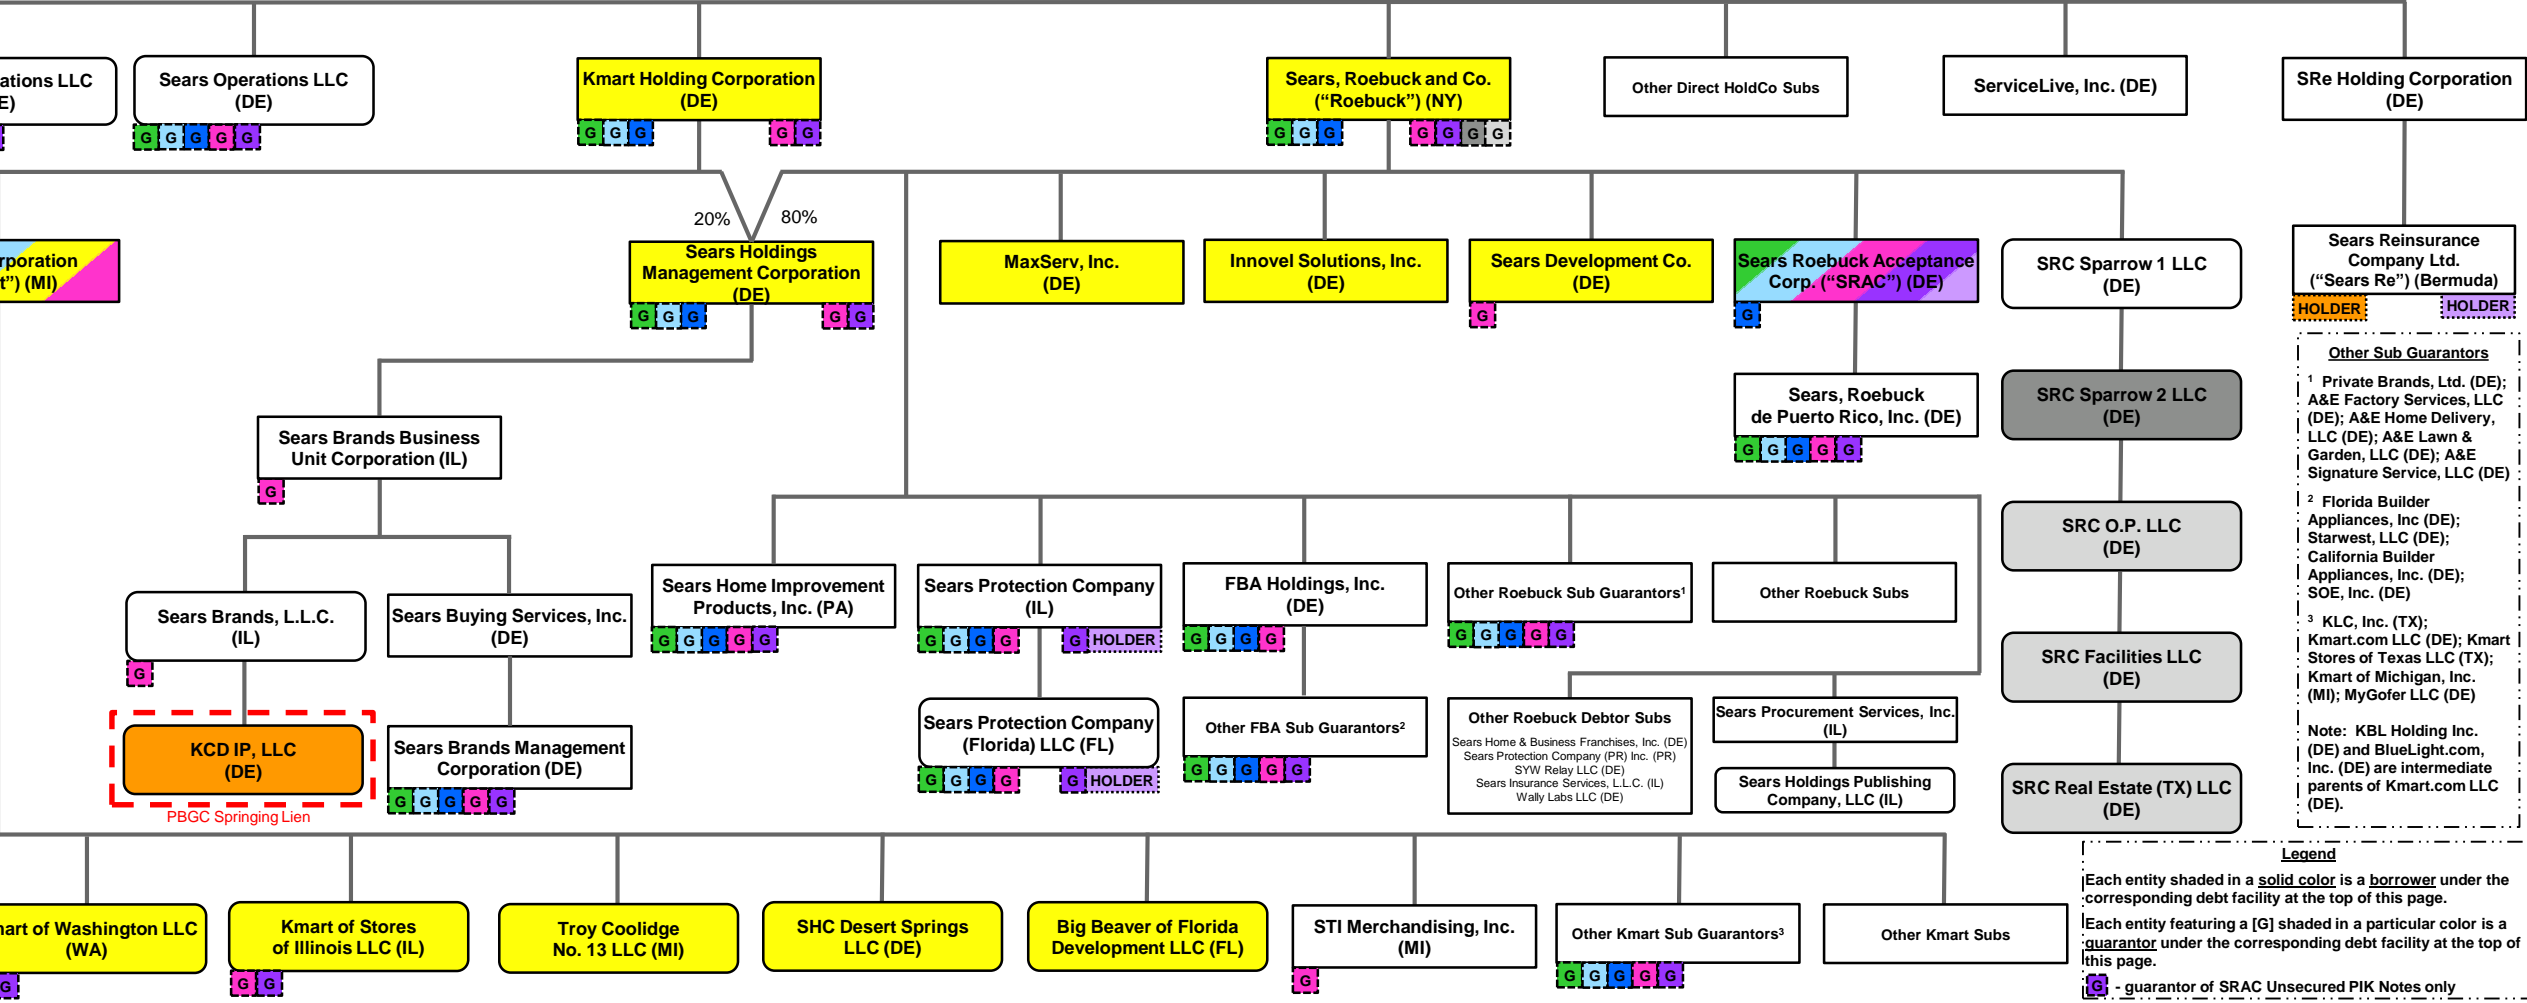 ations LLC
E)
Sears Operations LLC
(DE)
G G G G G
Kmart Holding Corporation
(DE)
G G G G G
Sears, Roebuck and Co.
(“Roebuck”) (NY)
G G G G G G G
Other Direct HoldCo Subs
ServiceLive, Inc. (DE)
SRe Holding Corporation
(DE)
20%
80%
rporation
t”) (MI)
Sears Holdings
Management Corporation
(DE)
G G G G G
MaxServ, Inc.
(DE)
Innovel Solutions, Inc.
(DE)
Sears Development Co.
(DE)
G
Sears Roebuck Acceptance
Corp. (“SRAC”) (DE)
G
SRC Sparrow 1 LLC
(DE)
Sears Reinsurance
Company Ltd.
(“Sears Re”) (Bermuda)
HOLDER HOLDER
Sears, Roebuck
de Puerto Rico, Inc. (DE)
G G G G G
SRC Sparrow 2 LLC
(DE)
Sears Brands Business
Unit Corporation (IL)
G
SRC O.P. LLC
(DE)
Sears Brands, L.L.C.
(IL)
G
Sears Buying Services, Inc.
(DE)
Sears Home Improvement
Products, Inc. (PA)
G G G G G
Sears Protection Company
(IL)
G G G G G HOLDER
FBA Holdings, Inc.
(DE)
G G G G
Other Roebuck Sub Guarantors1
G G G G G
Other Roebuck Subs
SRC Facilities LLC
(DE)
KCD IP, LLC
(DE)
PBGC Springing Lien
Sears Brands Management
Corporation (DE)
G G G G G
Sears Protection Company
(Florida) LLC (FL)
G G G G G HOLDER
Other FBA Sub Guarantors2
G G G G G
Other Roebuck Debtor Subs
Sears Home & Business Franchises, Inc. (DE)
Sears Protection Company (PR) Inc. (PR)
SYW Relay LLC (DE)
Sears Insurance Services, L.L.C. (IL)
Wally Labs LLC (DE)
Sears Procurement Services, Inc.
(IL)
Sears Holdings Publishing
Company, LLC (IL)
SRC Real Estate (TX) LLC
(DE)
Other Sub Guarantors
1 Private Brands, Ltd. (DE);
A&E Factory Services, LLC
(DE); A&E Home Delivery,
LLC (DE); A&E Lawn &
Garden, LLC (DE); A&E
Signature Service, LLC (DE)
2 Florida Builder
Appliances, Inc (DE);
Starwest, LLC (DE);
California Builder
Appliances, Inc. (DE);
SOE, Inc. (DE)
3 KLC, Inc. (TX);
Kmart.com LLC (DE); Kmart
Stores of Texas LLC (TX);
Kmart of Michigan, Inc.
(MI); MyGofer LLC (DE)
Note: KBL Holding Inc.
(DE) and BlueLight.com,
Inc. (DE) are intermediate
parents of Kmart.com LLC
(DE).
nart of Washington LLC
(WA)
G
Kmart of Stores
of Illinois LLC (IL)
G G
Troy Coolidge
No. 13 LLC (MI)
SHC Desert Springs
LLC (DE)
Big Beaver of Florida
Development LLC (FL)
STI Merchandising, Inc.
(MI)
G
Other Kmart Sub Guarantors3
G G G G G
Other Kmart Subs
Legend
Each entity shaded in a solid color is a borrower under the
corresponding debt facility at the top of this page.
Each entity featuring a [G] shaded in a particular color is a
guarantor under the corresponding debt facility at the top of
this page.
G - guarantor of SRAC Unsecured PIK Notes only